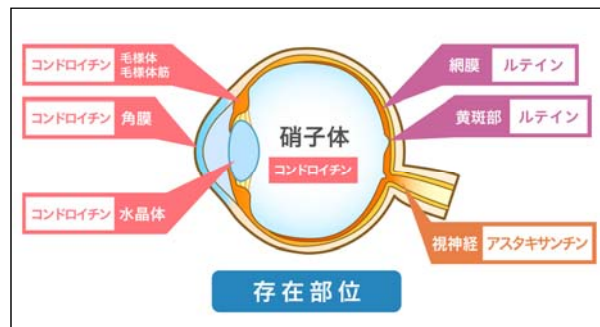 コンドロイチン 毛様体
毛様体筋
コンドロイチン 角膜
コンドロイチン 水晶体
硝子体
コンドロイチン
網膜 ルテイン
黄斑部 ルテイン
視神経 アスタキサンチン
存在部位